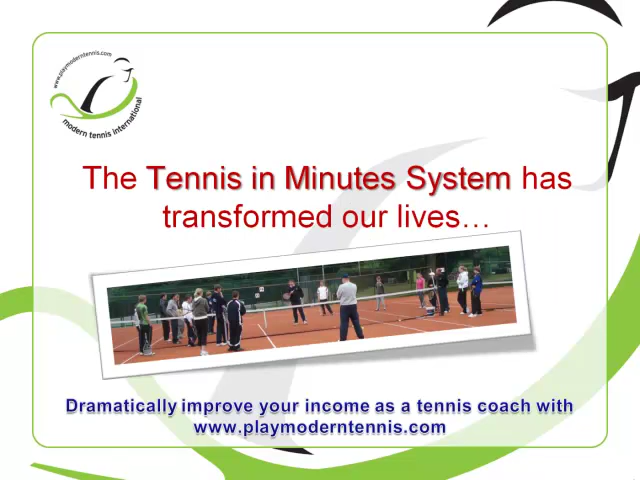 www.playmoderntennis.com
modern tennis international
The Tennis in Minutes System has
transformed our lives…
Dramatically improve your income as a tennis coach with
www.playmoderntennis.com